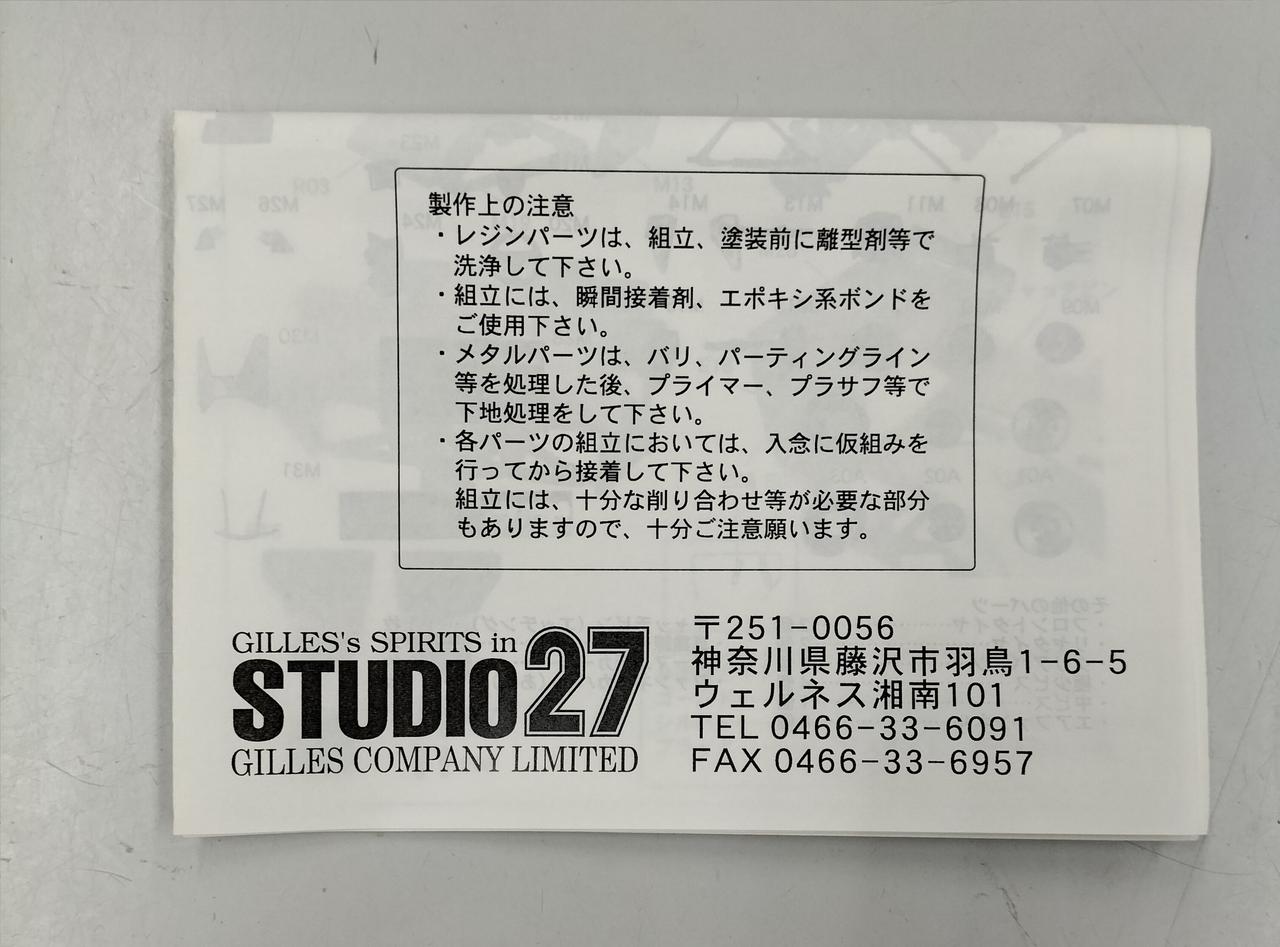 製作上の注意
・レジンパーツは、組立、塗装前に離型剤等で
洗浄して下さい。
・組立には、瞬間接着剤、エポキシ系ボンドを
ご使用下さい。
・メタルパーツは、バリ、パーティングライン
等を処理した後、プライマー、プラサフ等で
下地処理をして下さい。
・各パーツの組立においては、入念に仮組みを
行ってから接着して下さい。
組立には、十分な削り合わせ等が必要な部分
もありますので、十分ご注意願います。
GILLES's SPIRITS in
STUDIO27
GILLES COMPANY LIMITED
〒251-0056
神奈川県藤沢市羽鳥1-6-5
ウェルネス湘南101
TEL 0466-33-6091
FAX 0466-33-6957